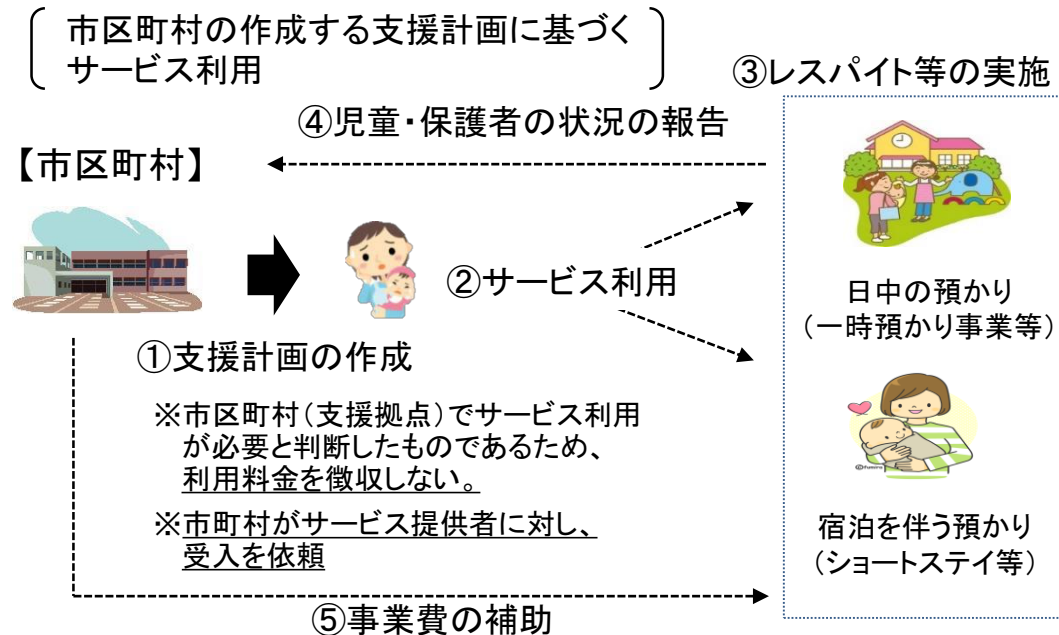 市区町村の作成する支援計画に基づく
サービス利用
③レスパイト等の実施
④児童・保護者の状況の報告
【市区町村】
②サービス利用
日中の預かり
（一時預かり事業等）
①支援計画の作成
※市区町村（支援拠点）でサービス利用
が必要と判断したものであるため、
利用料金を徴収しない。
※市町村がサービス提供者に対し、
受入を依頼
宿泊を伴う預かり
（ショートステイ等）
⑤事業費の補助